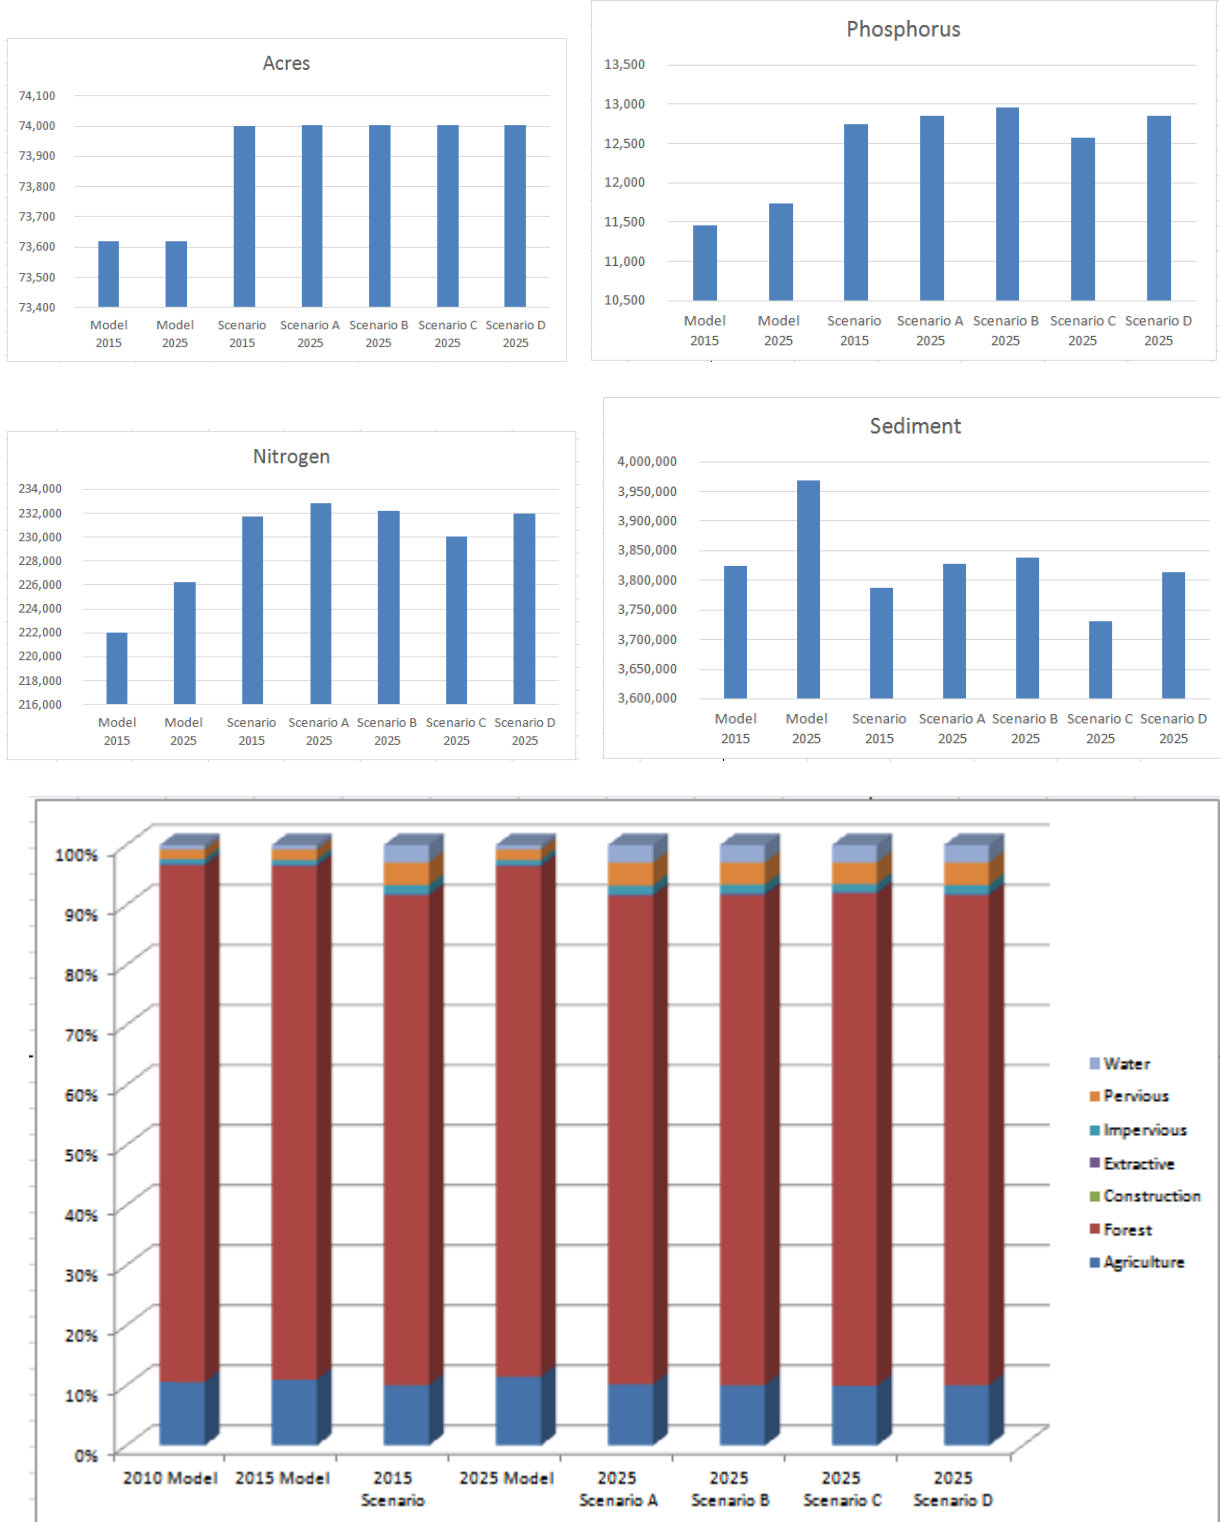 Acres
74,100
74,000
73,900
73,800
73,700
73,600
73,500
73,400
Model Model Scenario Scenario A Scenario B Scenario C Scenario D
2015 2025 2015 2025 2025 2025 2025
Phosphorus
13,500
13,000
12,500
12,000
11,500
11,000
10,500
Model Model Scenario Scenario A Scenario B Scenario C Scenario D
2015 2025 2015 2025 2025 2025 2025
Nitrogen
234,000
232,000
230,000
228,000
226,000
224,000
222,000
220,000
218,000
216,000
Model Model Scenario Scenario A Scenario B Scenario C Scenario D
2015 2025 2015 2025 2025 2025 2025
Sediment
4,000,000
3,950,000
3,900,000
3,850,000
3,800,000
3,750,000
3,700,000
3,650,000
3,600,000
Model Model Scenario Scenario A Scenario B Scenario C Scenario D
2015 2025 2015 2025 2025 2025 2025
100%
90%
80%
70%
60%
50%
40%
30%
20%
10%
0%
2010 Model 2015 Model 2015 2025 Model 2025 2025 2025 2025
Scenario Scenario A Scenario B Scenario C Scenario D
Water
Pervious
Impervious
Extractive
Construction
Forest
Agriculture